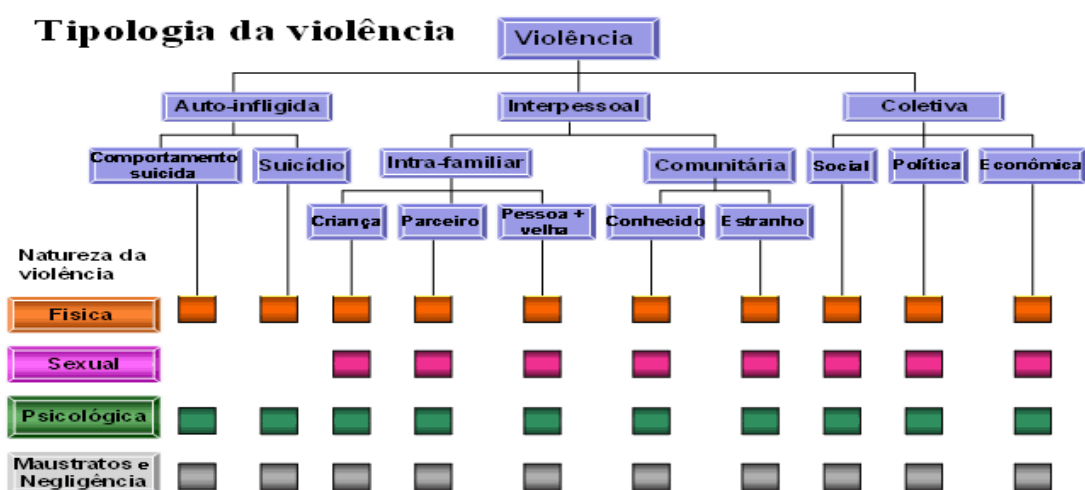 Tipologia da violência
Violência
Auto-infligida
Interpessoal
Coletiva
Comportamento
suicida
Suicídio
Intra-familiar
Comunitária
Social
Política
Econômica
Criança
Parceiro
Pessoa +
velha
Conhecido
Estranho
Natureza da
violência
Física
Sexual
Psicológica
Maustratos e
Negligência